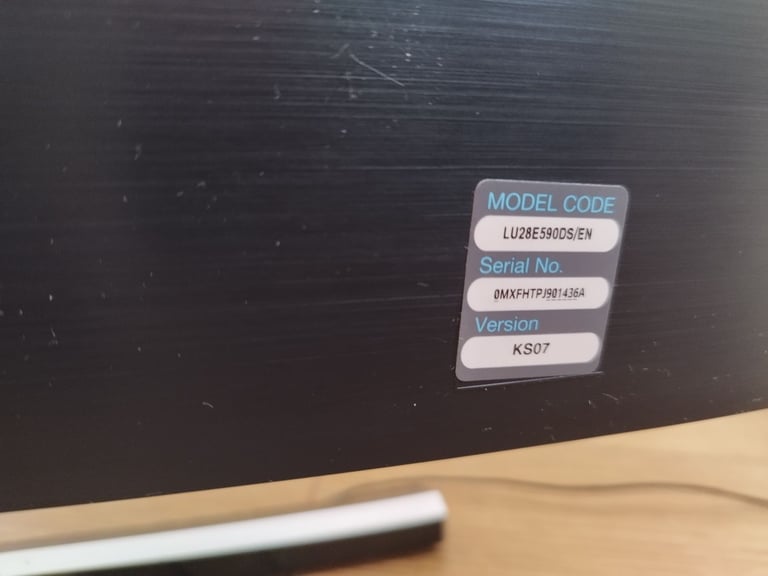 MODEL CODE
LU28E590DS/EN
Serial No.
0MXFHTPJ901436A
Version
KS07